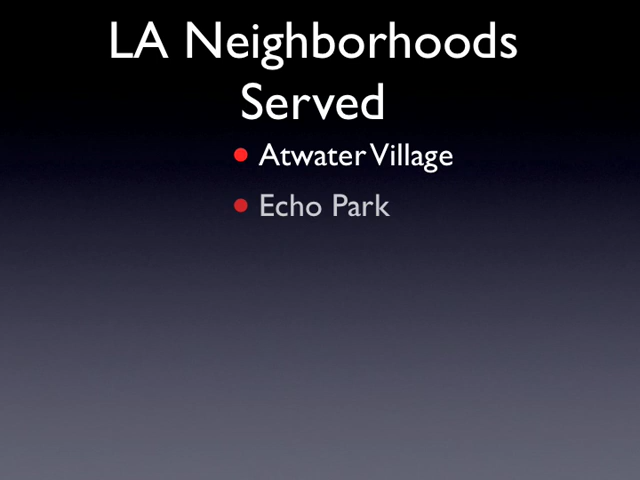 LA Neighborhoods
Served
• Atwater Village
• Echo Park